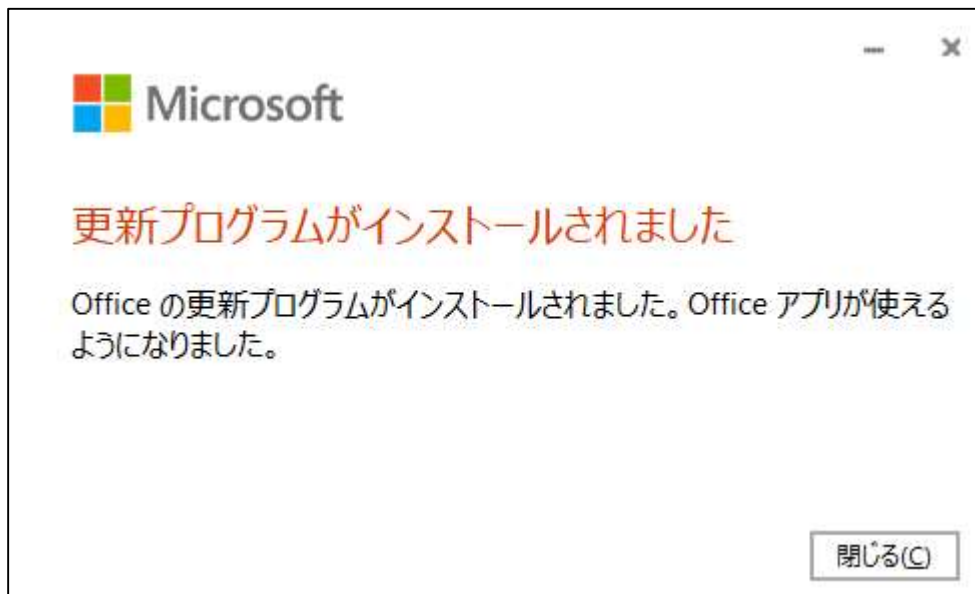 Microsoft
更新プログラムがインストールされました
Office の更新プログラムがインストールされました。Office アプリが使える
ようになりました。
閉じる(C)